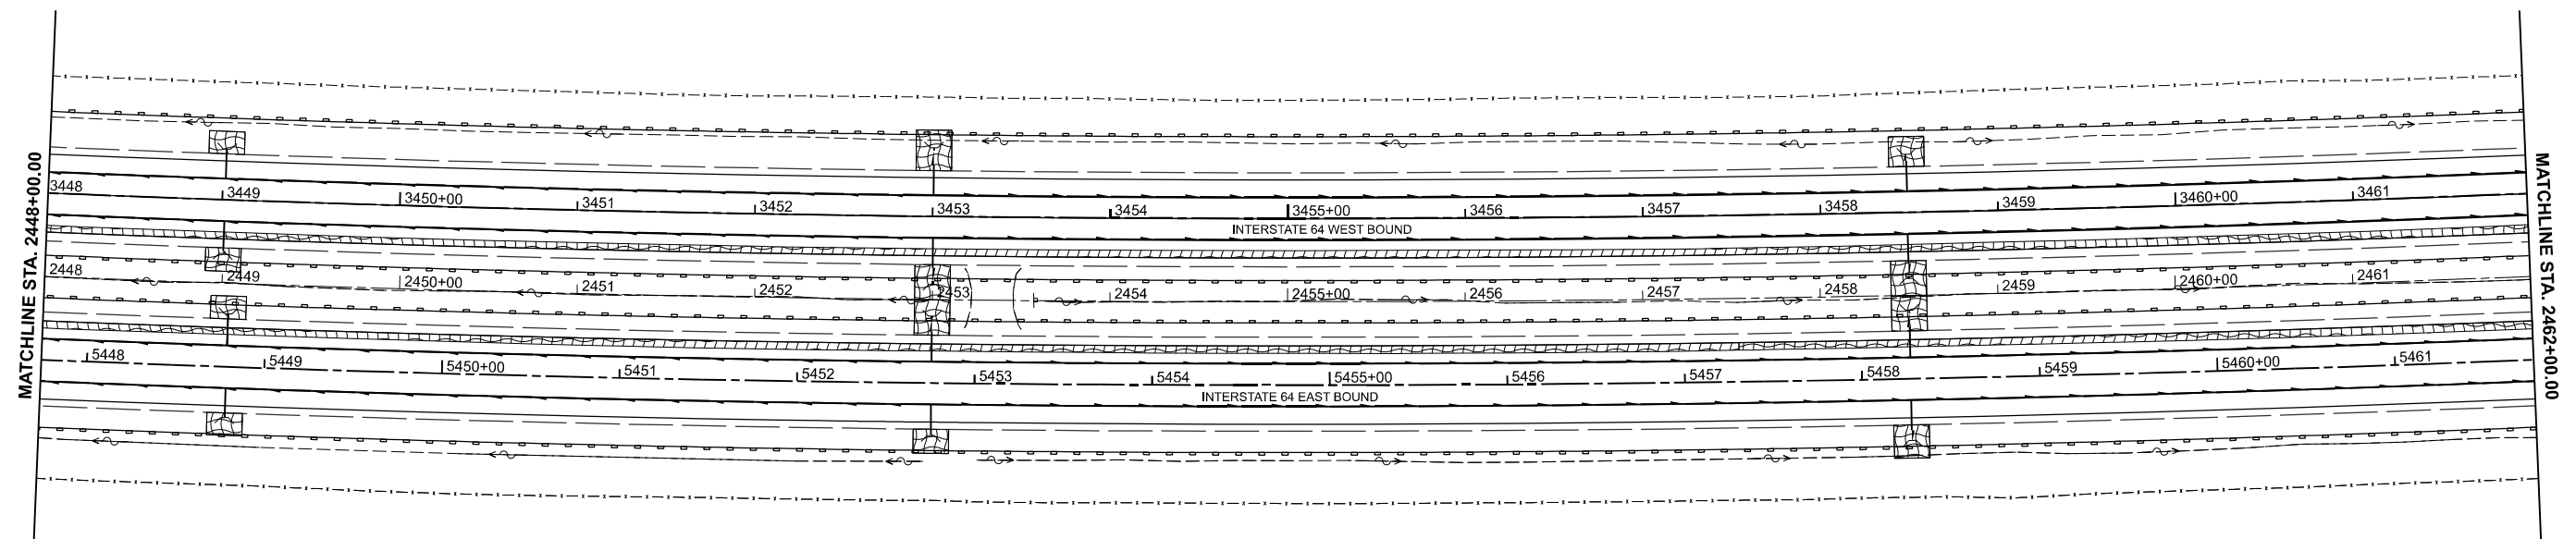 MATCHLINE STA. 2448+00.00
3448 3449 3450+00 3451 3452 3453 3454 3455+00 3456 3457 3458 3459 3460+00 3461
INTERSTATE 64 WEST BOUND
2448 2449 2450+00 2451 2452 2453 2454 2455+00 2456 2457 2458 2459 2460+00 2461
5448 5449 5450+00 5451 5452 5453 5454 5455+00 5456 5457 5458 5459 5460+00 5461
INTERSTATE 64 EAST BOUND
MATCHLINE STA. 2462+00.00